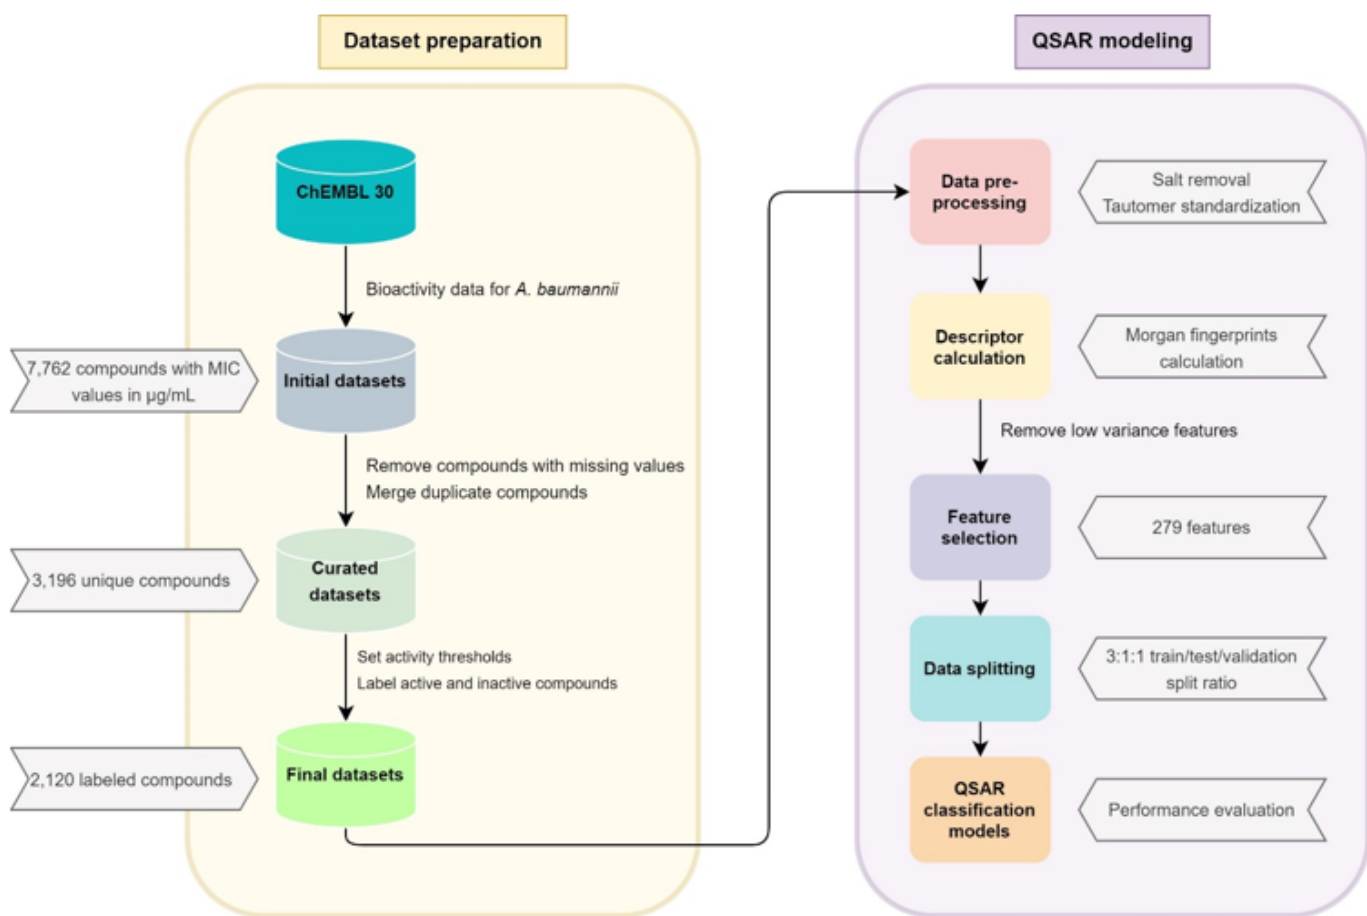 Dataset preparation
ChEMBL 30
Bioactivity data for A. baumannii
7,762 compounds with MIC
values in µg/mL
Initial datasets
Remove compounds with missing values
Merge duplicate compounds
3,196 unique compounds
Curated
datasets
Set activity thresholds
Label active and inactive compounds
2,120 labeled compounds
Final datasets
QSAR modeling
Data pre-
processing
Salt removal
Tautomer standardization
Descriptor
calculation
Morgan fingerprints
calculation
Remove low variance features
Feature
selection
279 features
Data splitting
3:1:1 train/test/validation
split ratio
QSAR
classification
models
Performance evaluation